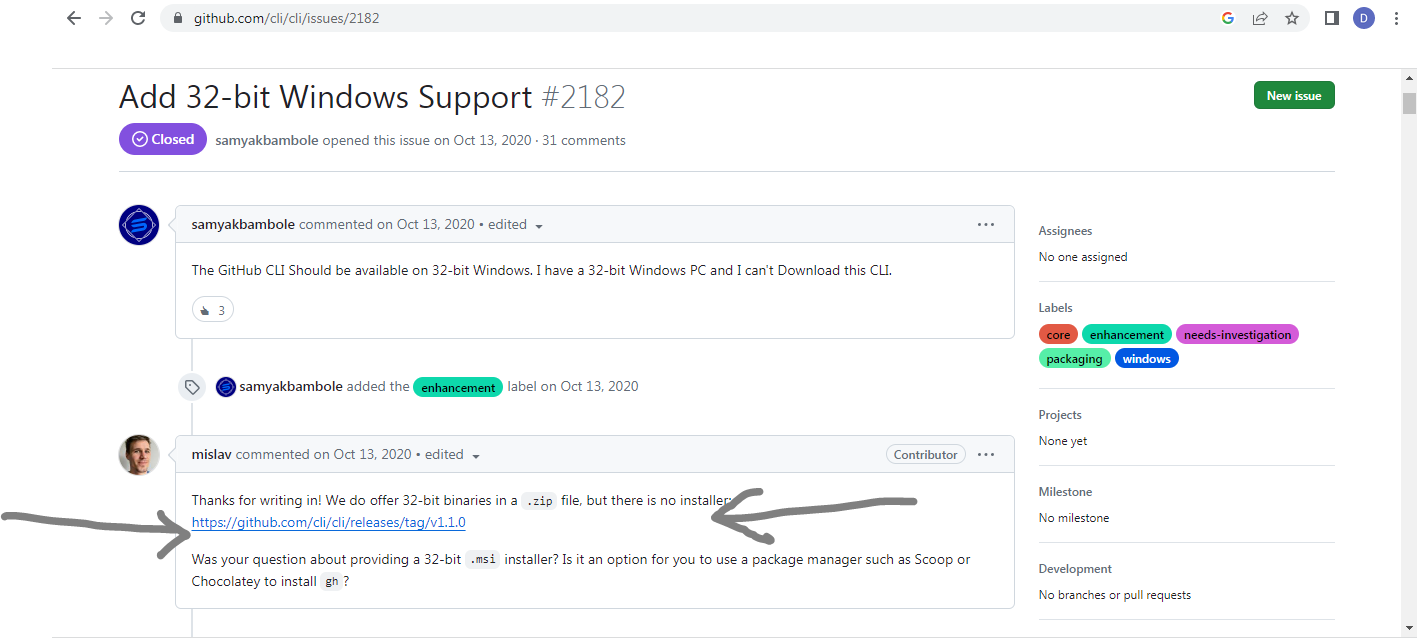 github.com/cli/cli/issues/2182
D
Add 32-bit Windows Support #2182
New issue
Closed
samyakbambole opened this issue on Oct 13, 2020 · 31 comments
samyakbambole commented on Oct 13, 2020 • edited
The GitHub CLI Should be available on 32-bit Windows. I have a 32-bit Windows PC and I can't Download this CLI.
3
samyakbambole added the enhancement label on Oct 13, 2020
mislav commented on Oct 13, 2020 • edited
Contributor
Thanks for writing in! We do offer 32-bit binaries in a .zip file, but there is no installer:
https://github.com/cli/cli/releases/tag/v1.1.0
Was your question about providing a 32-bit .msi installer? Is it an option for you to use a package manager such as Scoop or
Chocolatey to install gh ?
Assignees
No one assigned
Labels
core enhancement needs-investigation
packaging windows
Projects
None yet
Milestone
No milestone
Development
No branches or pull requests